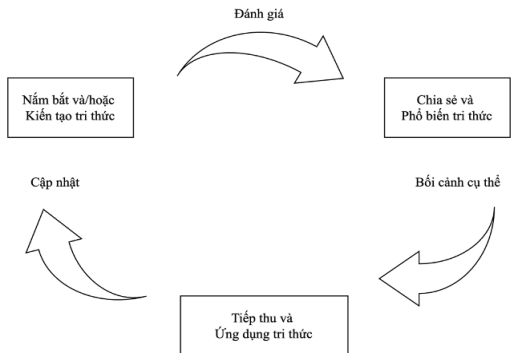 Đánh giá
Nắm bắt và/hoặc
Kiến tạo tri thức
Chia sẻ và
Phổ biến tri thức
Cập nhật
Bối cảnh cụ thể
Tiếp thu và
Ứng dụng tri thức